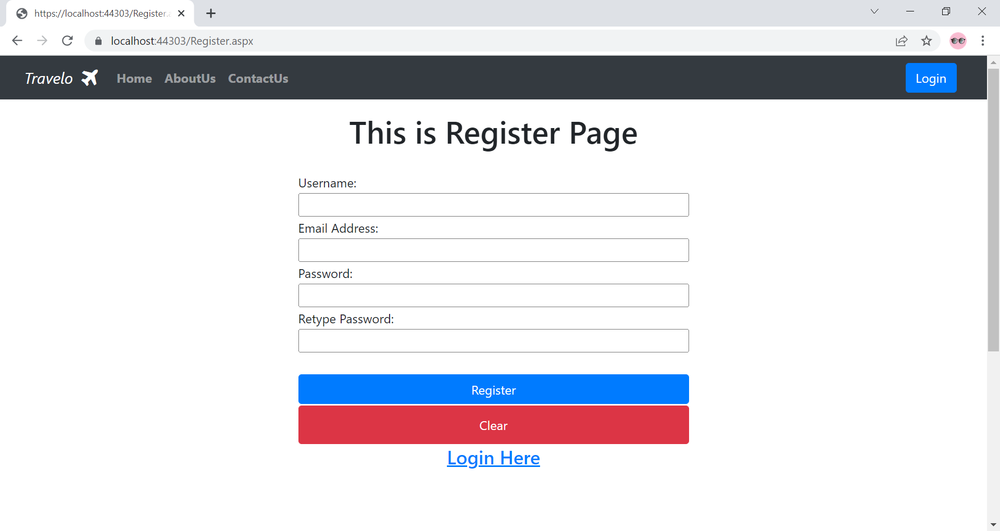 https://localhost:44303/Register.a
localhost:44303/Register.aspx
Travelo Home AboutUs ContactUs Login
This is Register Page
Username:
Email Address:
Password:
Retype Password:
Register
Clear
Login Here